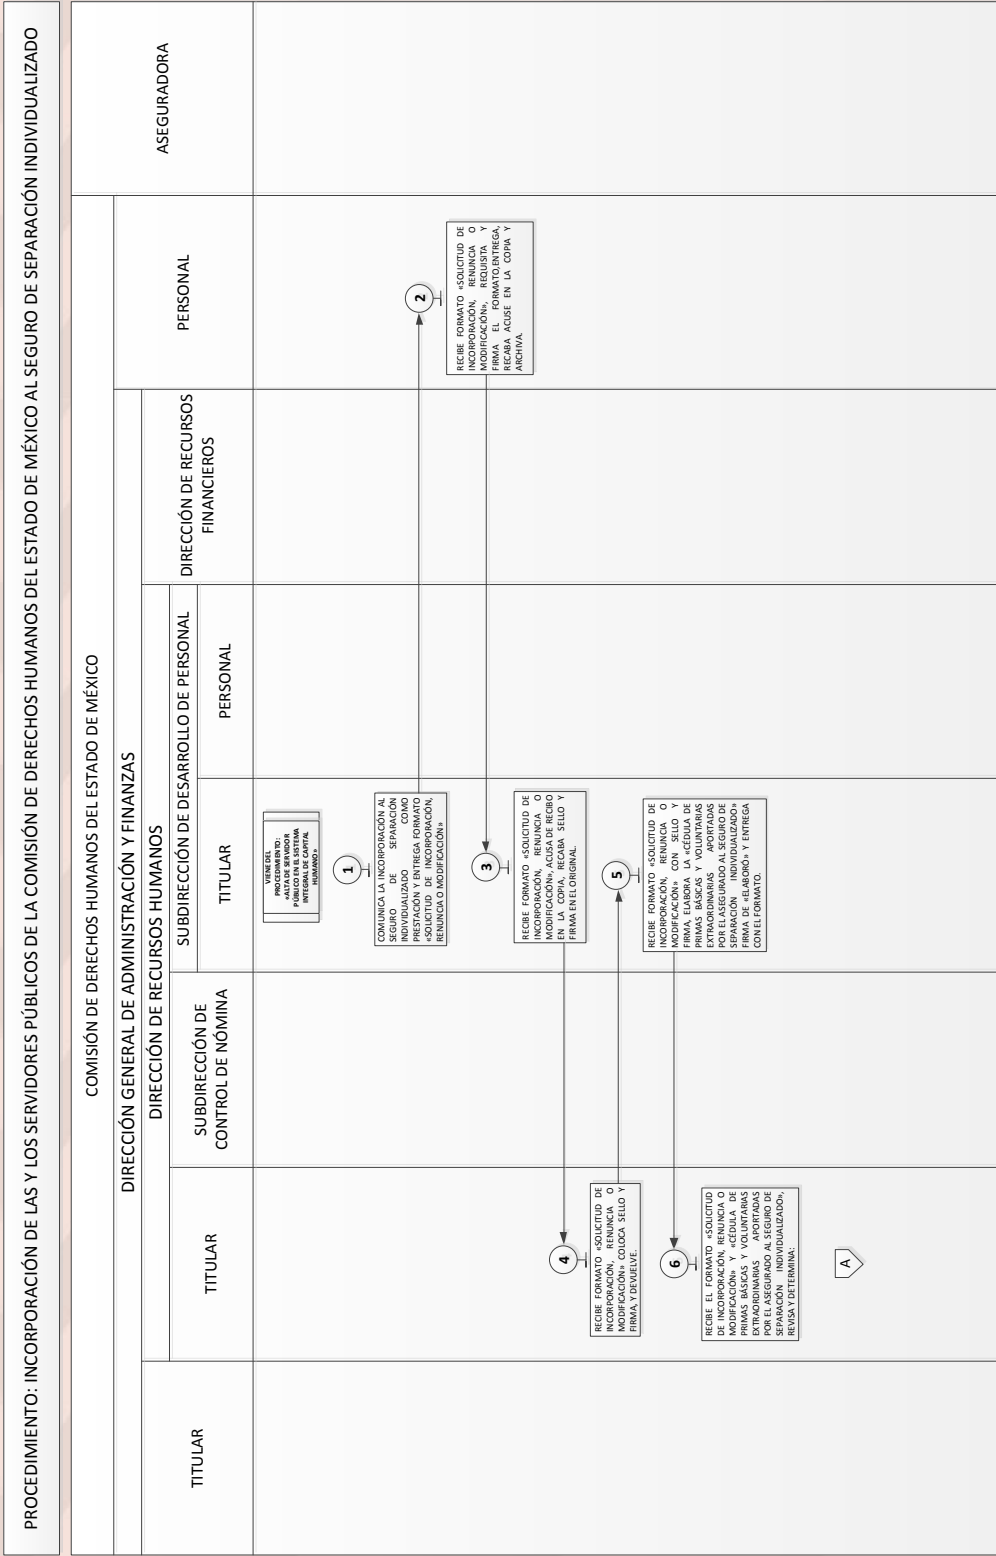 PROCEDIMIENTO: INCORPORACIÓN DE LAS Y LOS SERVIDORES PÚBLICOS DE LA COMISIÓN DE DERECHOS HUMANOS DEL ESTADO DE MÉXICO AL SEGURO DE SEPARACIÓN INDIVIDUALIZADO
COMISIÓN DE DERECHOS HUMANOS DEL ESTADO DE MÉXICO
ASEGURADORA
DIRECCIÓN GENERAL DE ADMINISTRACIÓN Y FINANZAS
PERSONAL
DIRECCIÓN DE RECURSOS HUMANOS
DIRECCIÓN DE RECURSOS
FINANCIEROS
TITULAR
TITULAR
SUBDIRECCIÓN DE
CONTROL DE NÓMINA
SUBDIRECCIÓN DE DESARROLLO DE PERSONAL
TITULAR
PERSONAL
VIENE DEL
PROCEDIMIENTO:
«ALTA DE SERVIDOR
PÚBLICO EN EL SISTEMA
INTEGRAL DE CAPITAL
HUMANO»
1
COMUNICA LA INCORPORACIÓN AL
SEGURO DE SEPARACIÓN
INDIVIDUALIZADO COMO
PRESTACIÓN Y ENTREGA FORMATO
«SOLICITUD DE INCORPORACIÓN,
RENUNCIA O MODIFICACIÓN»
2
RECIBE FORMATO «SOLICITUD DE
INCORPORACIÓN, RENUNCIA O
MODIFICACIÓN», REQUISITA Y
FIRMA EL FORMATO,ENTREGA,
RECABA ACUSE EN LA COPIA Y
ARCHIVA.
3
RECIBE FORMATO «SOLICITUD DE
INCORPORACIÓN, RENUNCIA O
MODIFICACIÓN», ACUSA DE RECIBO
EN LA COPIA, RECABA SELLO Y
FIRMA EN EL ORIGINAL.
4
RECIBE FORMATO «SOLICITUD DE
INCORPORACIÓN, RENUNCIA O
MODIFICACIÓN» COLOCA SELLO Y
FIRMA, Y DEVUELVE.
5
RECIBE FORMATO «SOLICITUD DE
INCORPORACIÓN, RENUNCIA O
MODIFICACIÓN» CON SELLO Y
FIRMA, ELABORA LA «CÉDULA DE
PRIMAS BÁSICAS Y VOLUNTARIAS
EXTRAORDINARIAS APORTADAS
POR EL ASEGURADO AL SEGURO DE
SEPARACIÓN INDIVIDUALIZADO»
FIRMA DE «ELABORÓ» Y ENTREGA
CON EL FORMATO.
6
RECIBE EL FORMATO «SOLICITUD
DE INCORPORACIÓN, RENUNCIA O
MODIFICACIÓN» Y «CÉDULA DE
PRIMAS BÁSICAS Y VOLUNTARIAS
EXTRAORDINARIAS APORTADAS
POR EL ASEGURADO AL SEGURO DE
SEPARACIÓN INDIVIDUALIZADO»,
REVISA Y DETERMINA:
A